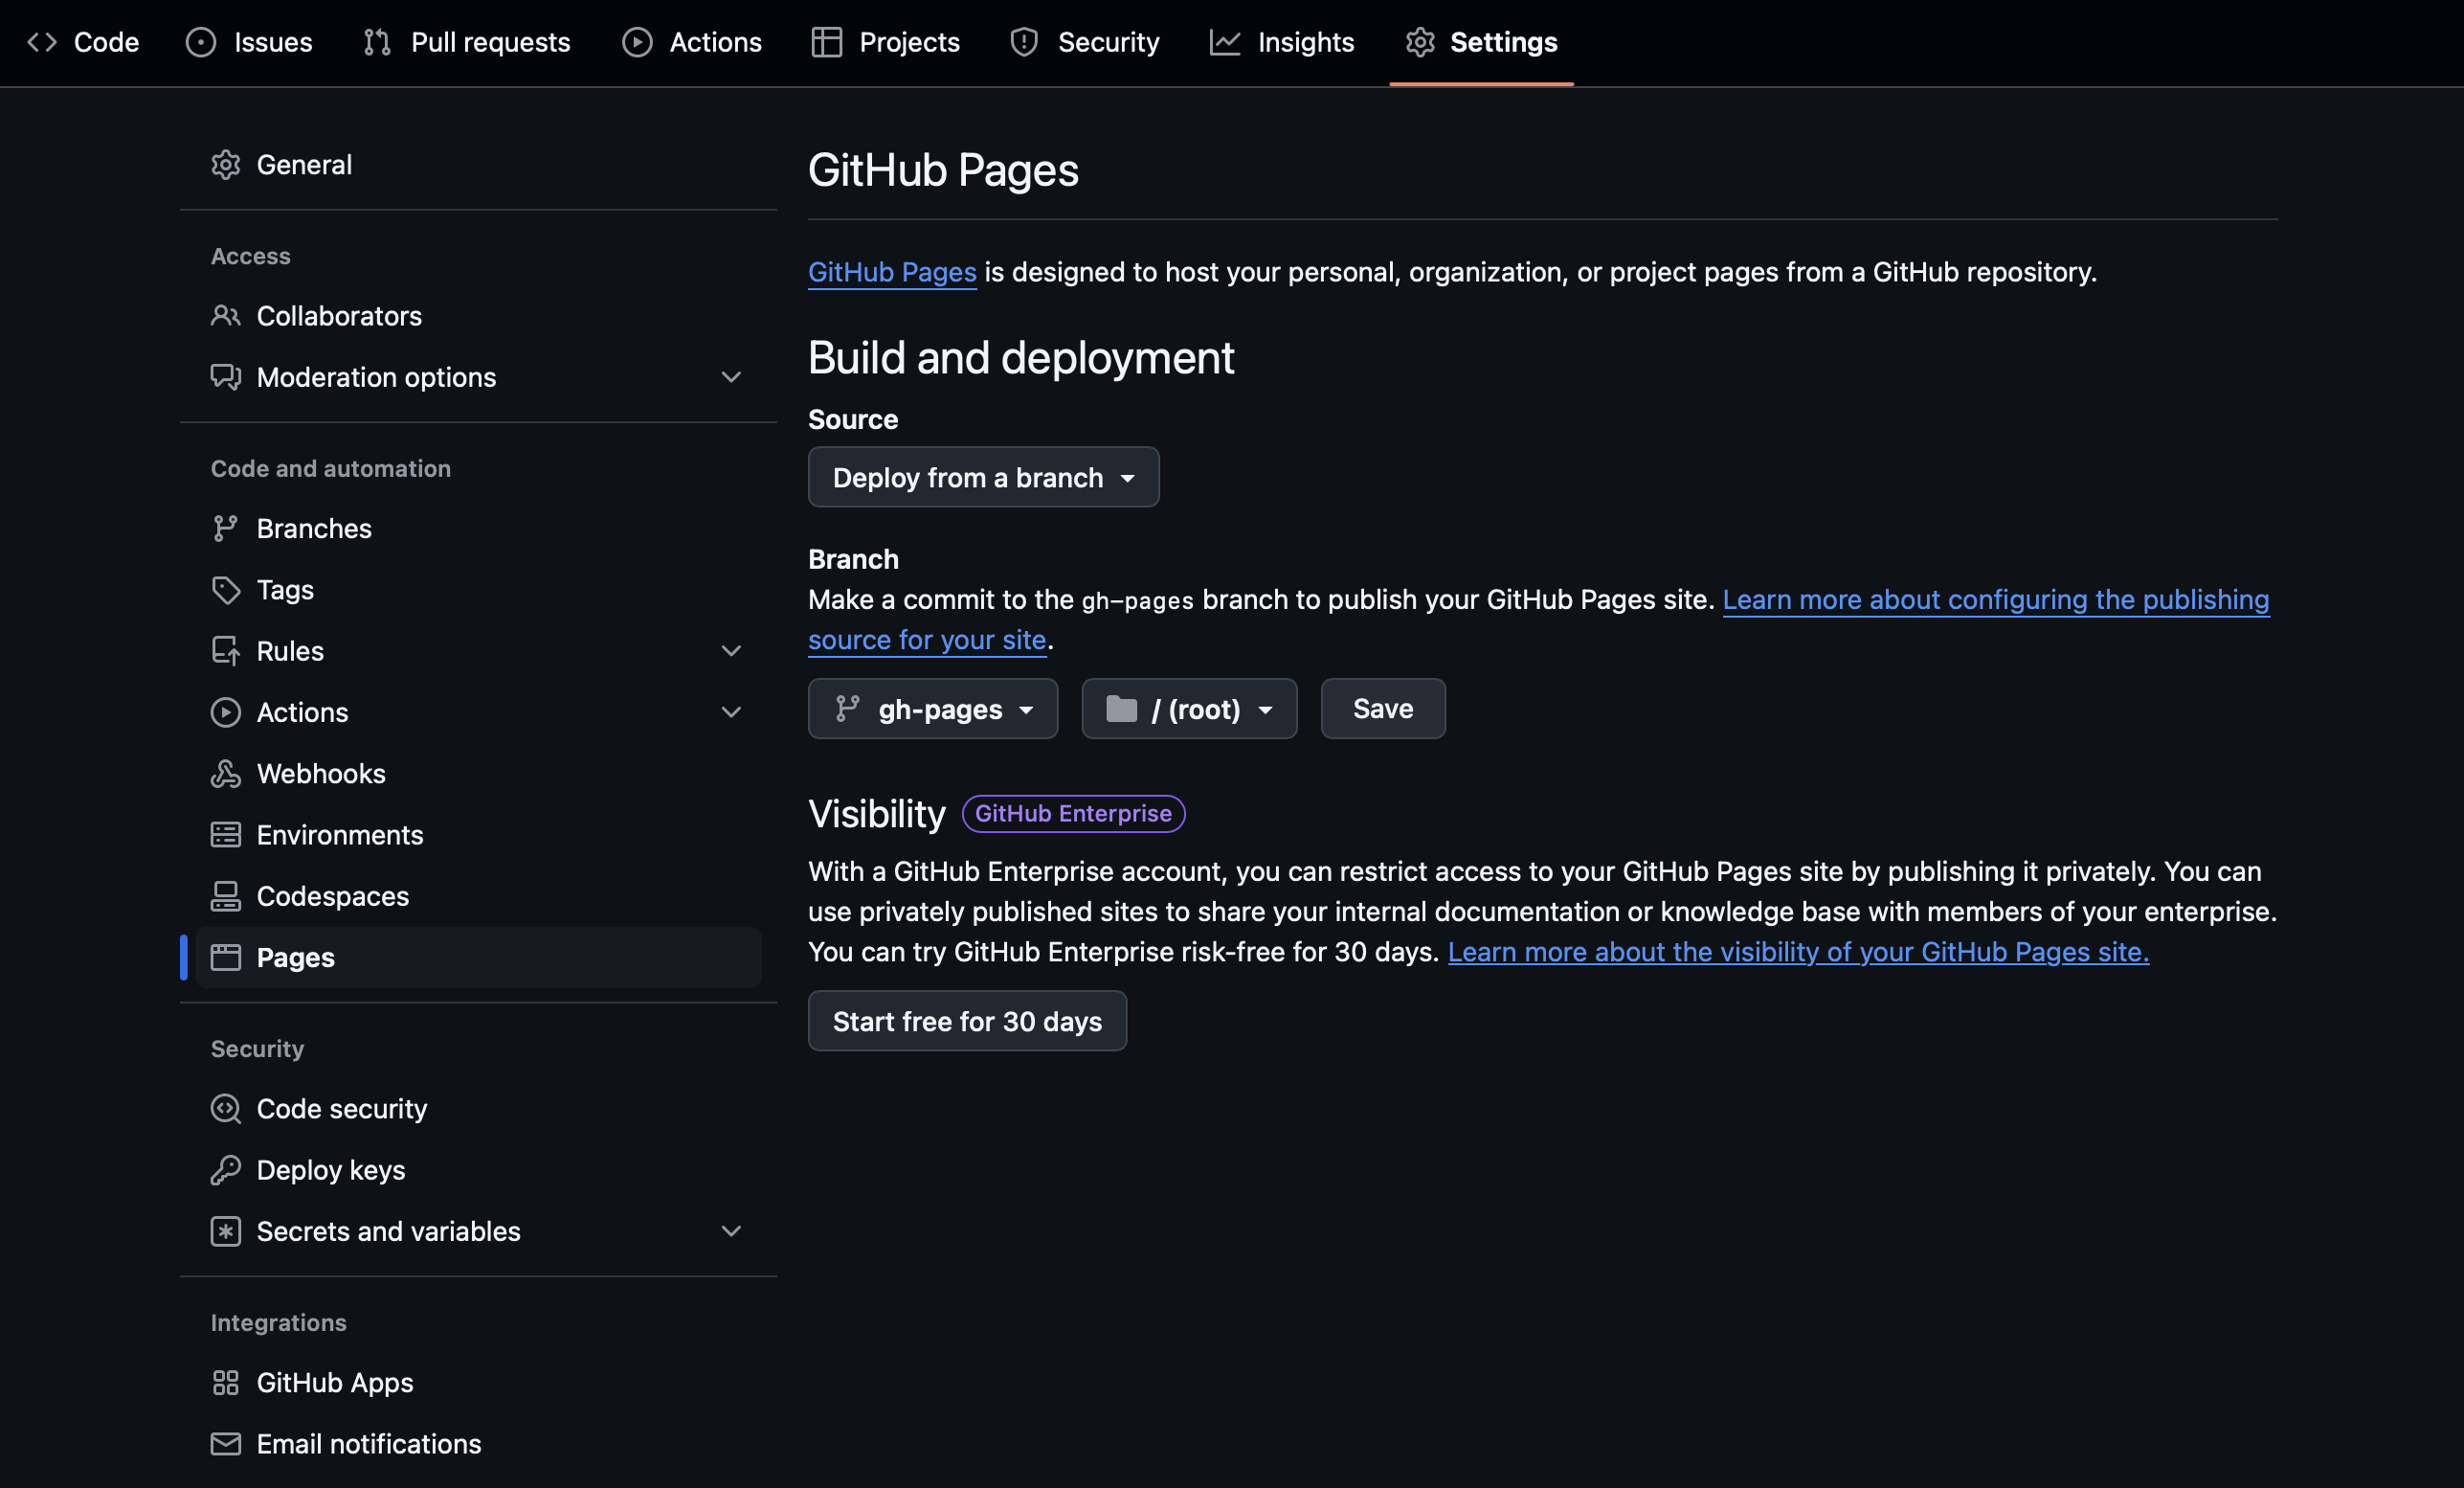 Code Issues Pull requests Actions Projects Security Insights Settings
General
Access
Collaborators
Moderation options
Code and automation
Branches
Tags
Rules
Actions
Webhooks
Environments
Codespaces
Pages
Security
Code security
Deploy keys
Secrets and variables
Integrations
GitHub Apps
Email notifications
GitHub Pages
GitHub Pages is designed to host your personal, organization, or project pages from a GitHub repository.
Build and deployment
Source
Deploy from a branch
Branch
Make a commit to the gh-pages branch to publish your GitHub Pages site. Learn more about configuring the publishing
source for your site.
gh-pages / (root) Save
Visibility GitHub Enterprise
With a GitHub Enterprise account, you can restrict access to your GitHub Pages site by publishing it privately. You can
use privately published sites to share your internal documentation or knowledge base with members of your enterprise.
You can try GitHub Enterprise risk-free for 30 days. Learn more about the visibility of your GitHub Pages site.
Start free for 30 days